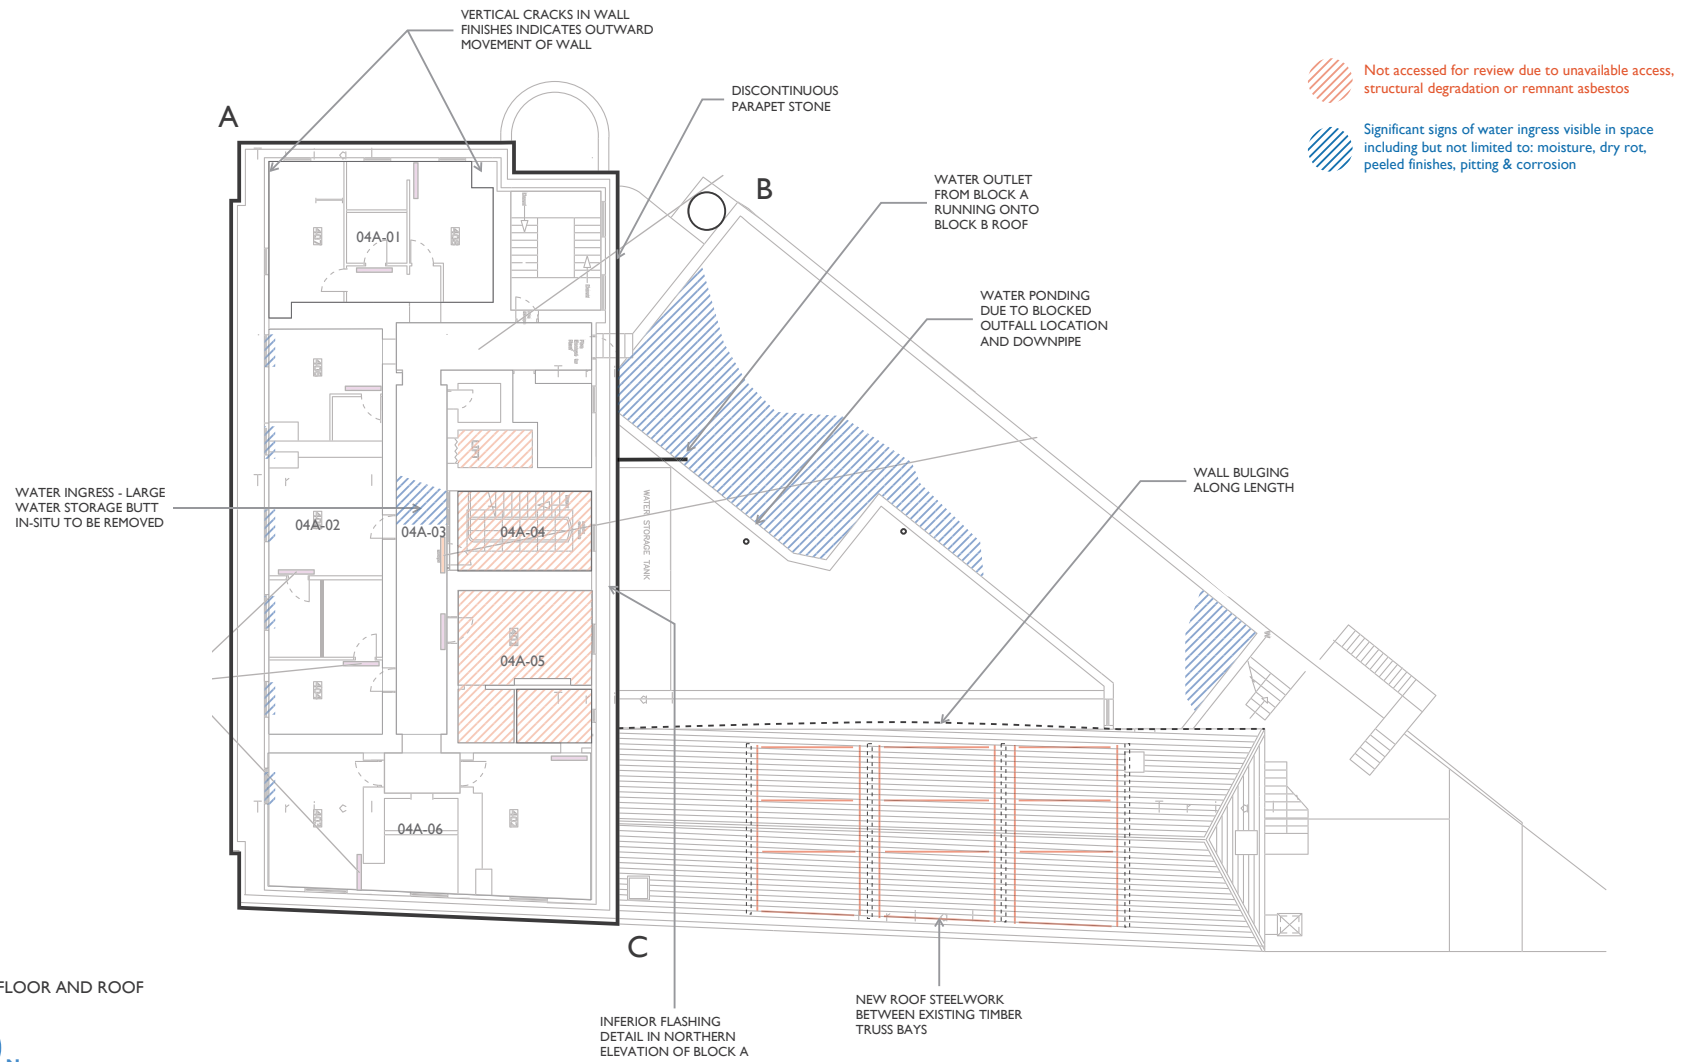 VERTICAL CRACKS IN WALL
FINISHES INDICATES OUTWARD
MOVEMENT OF WALL
DISCONTINUOUS
PARAPET STONE
A
B
C
WATER OUTLET
FROM BLOCK A
RUNNING ONTO
BLOCK B ROOF
WATER PONDING
DUE TO BLOCKED
OUTFALL LOCATION
AND DOWNPIPE
Not accessed for review due to unavailable access,
structural degradation or remnant asbestos
Significant signs of water ingress visible in space
including but not limited to: moisture, dry rot,
peeled finishes, pitting & corrosion
WALL BULGING
ALONG LENGTH
WATER INGRESS - LARGE
WATER STORAGE BUTT
IN-SITU TO BE REMOVED
04A-01
04A-02
04A-03
04A-04
04A-05
04A-06
LIFT
WATER STORAGE TANK
FLOOR AND ROOF
INFERIOR FLASHING
DETAIL IN NORTHERN
ELEVATION OF BLOCK A
NEW ROOF STEELWORK
BETWEEN EXISTING TIMBER
TRUSS BAYS